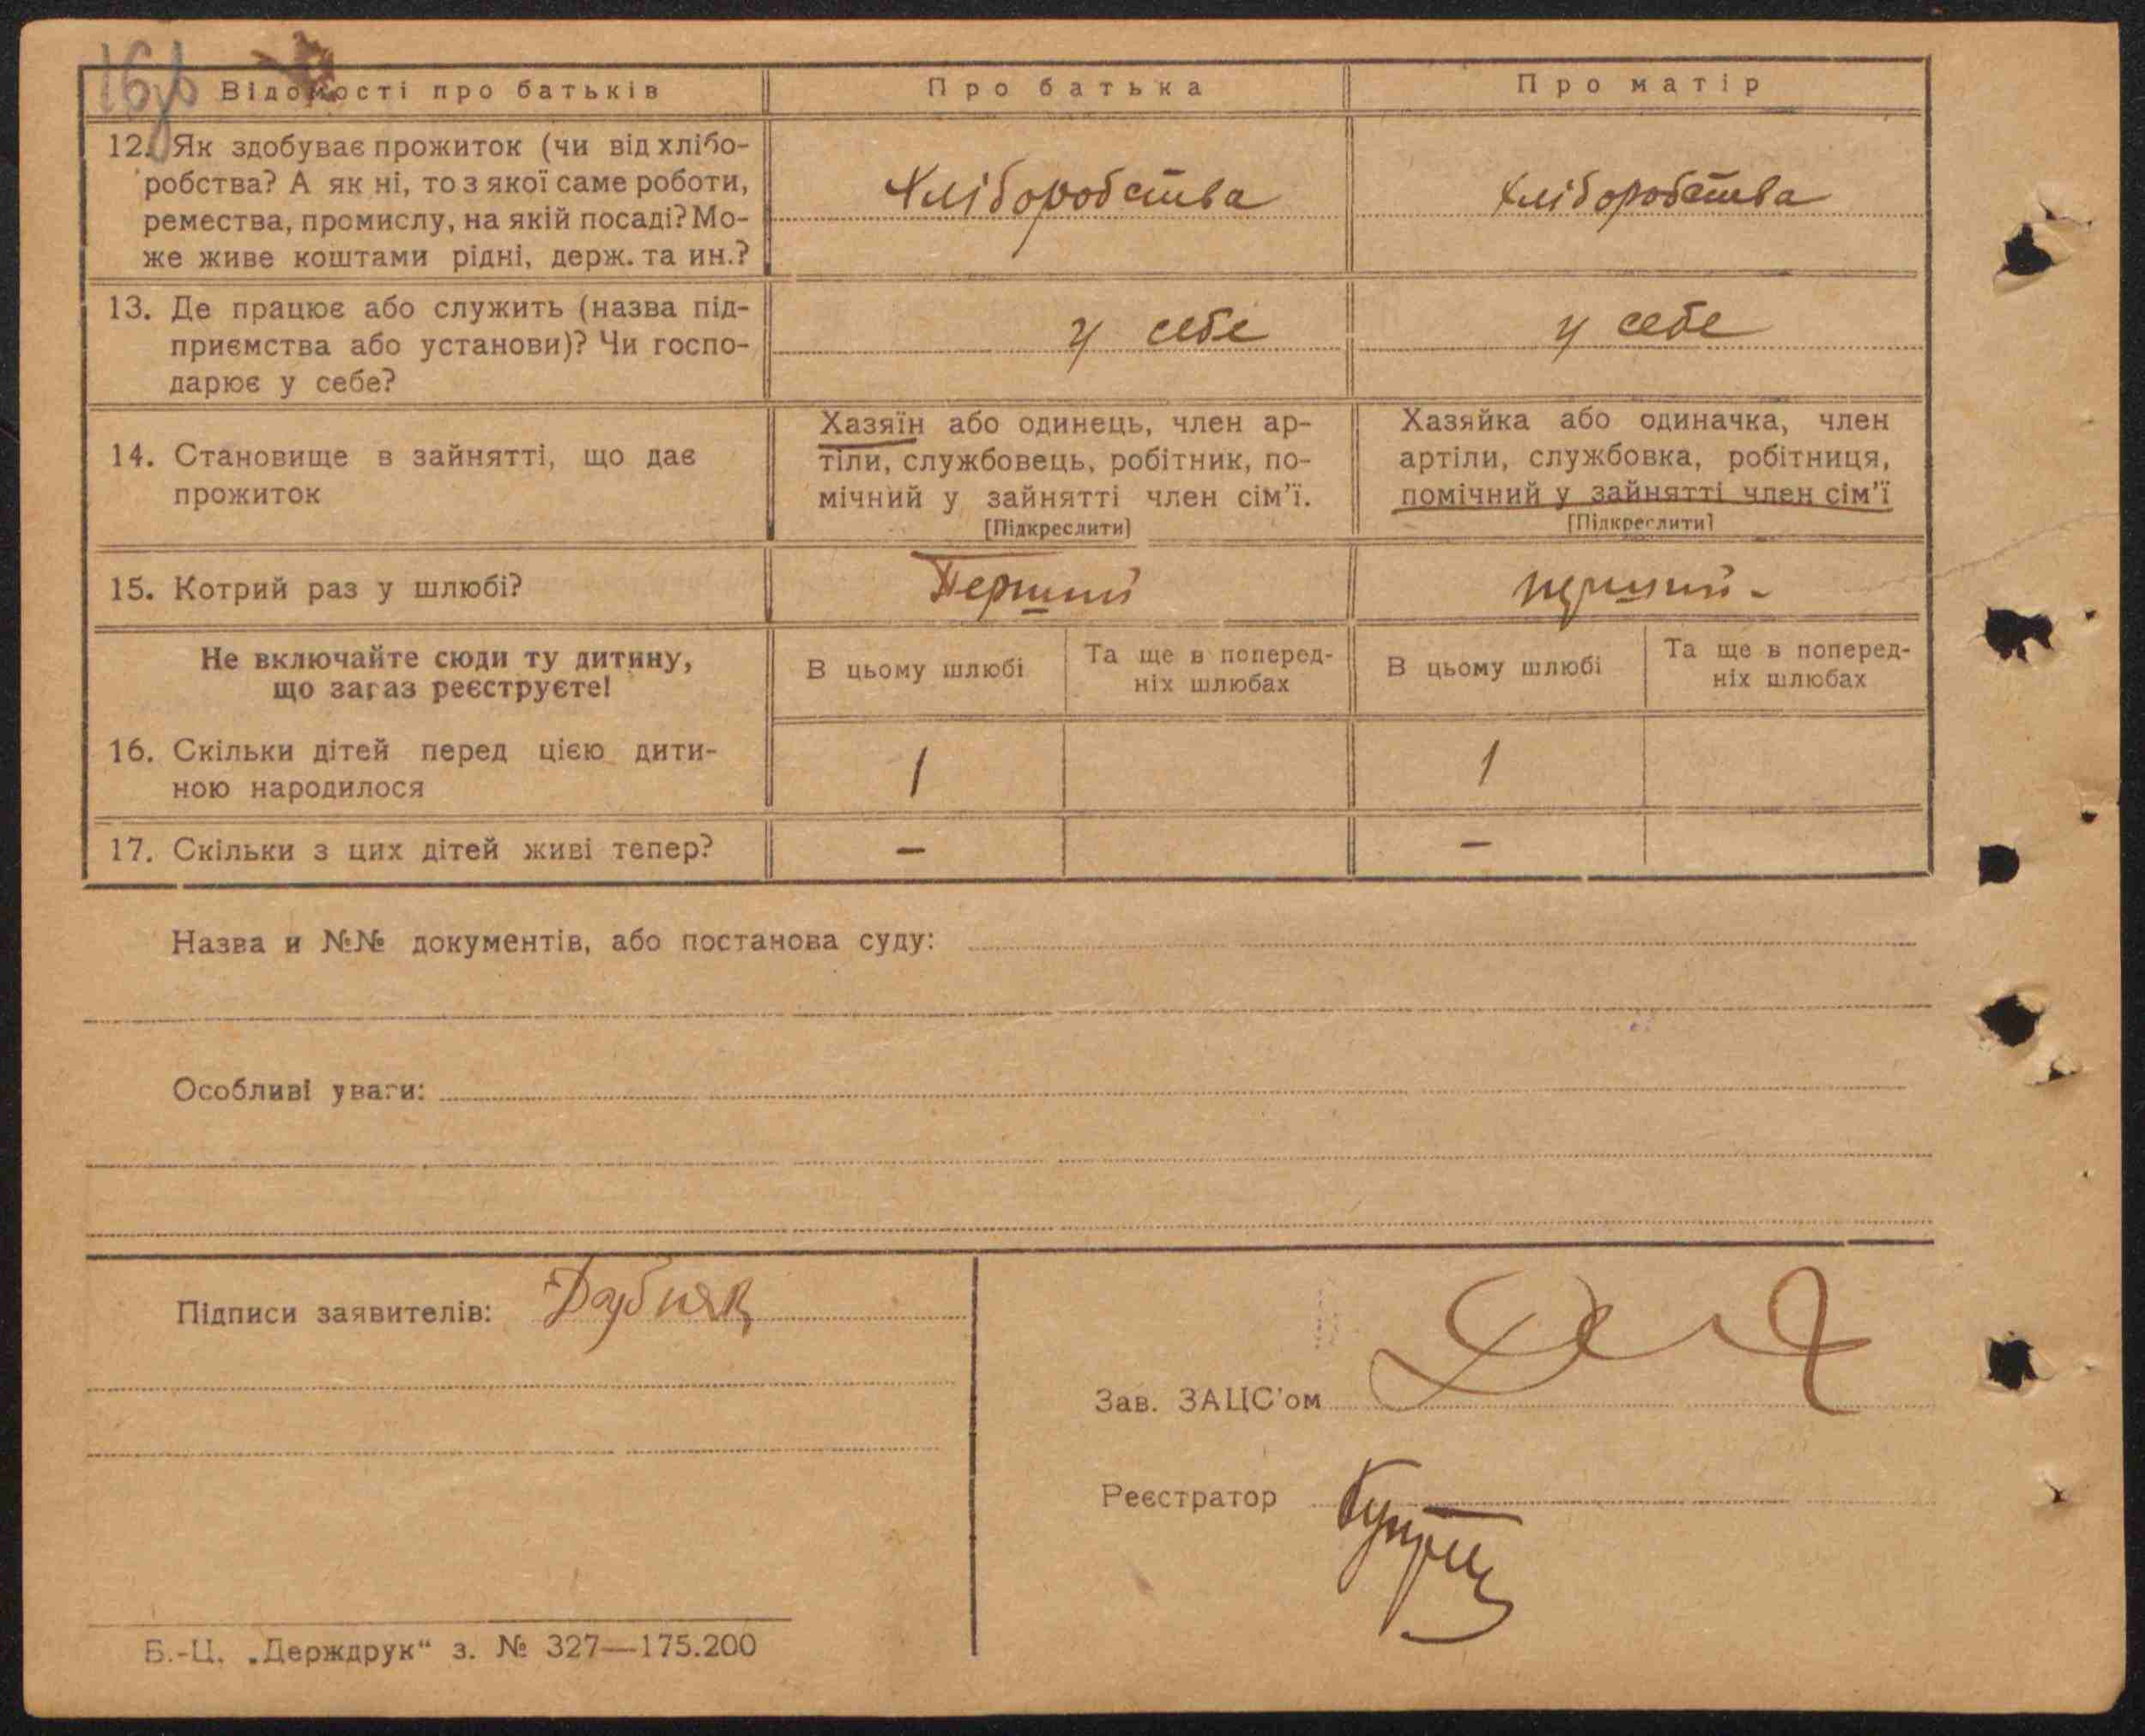 Відомості про батьків
Про батька
Про матір
12. Як здобуває прожиток (чи від хлібо-
робства? А як ні, то з якої саме роботи,
ремества, промислу, на якій посаді? Мо-
же живе коштами рідні, держ. та ин.?
Хліборобства
Хліборобства
13. Де працює або служить (назва під-
приємства або установи)? Чи госпо-
дарює у себе?
у себе
у себе
14. Становище в зайнятті, що дає
прожиток
Хазяїн або одинець, член ар-
тіли, службовець, робітник, по-
мічний у зайнятті член сім'ї.
[Підкреслити]
Хазяйка або одиначка, член
артіли, службовка, робітниця,
помічний у зайнятті член сім'ї
[Підкреслити]
15. Котрий раз у шлюбі?
Перший
перший -
Не включайте сюди ту дитину,
що зараз реєструєте!
В цьому шлюбі
Та ще в поперед-
ніх шлюбах
В цьому шлюбі
Та ще в поперед-
ніх шлюбах
16. Скільки дітей перед цією дити-
ною народилося
1
1
17. Скільки з цих дітей живі тепер?
–
–
Назва и №№ документів, або постанова суду:
Особливі уваги:
Підписи заявителів:
Зав. ЗАЦС'ом
Реєстратор
Б.-Ц. „Держдрук“ з. № 327—175.200